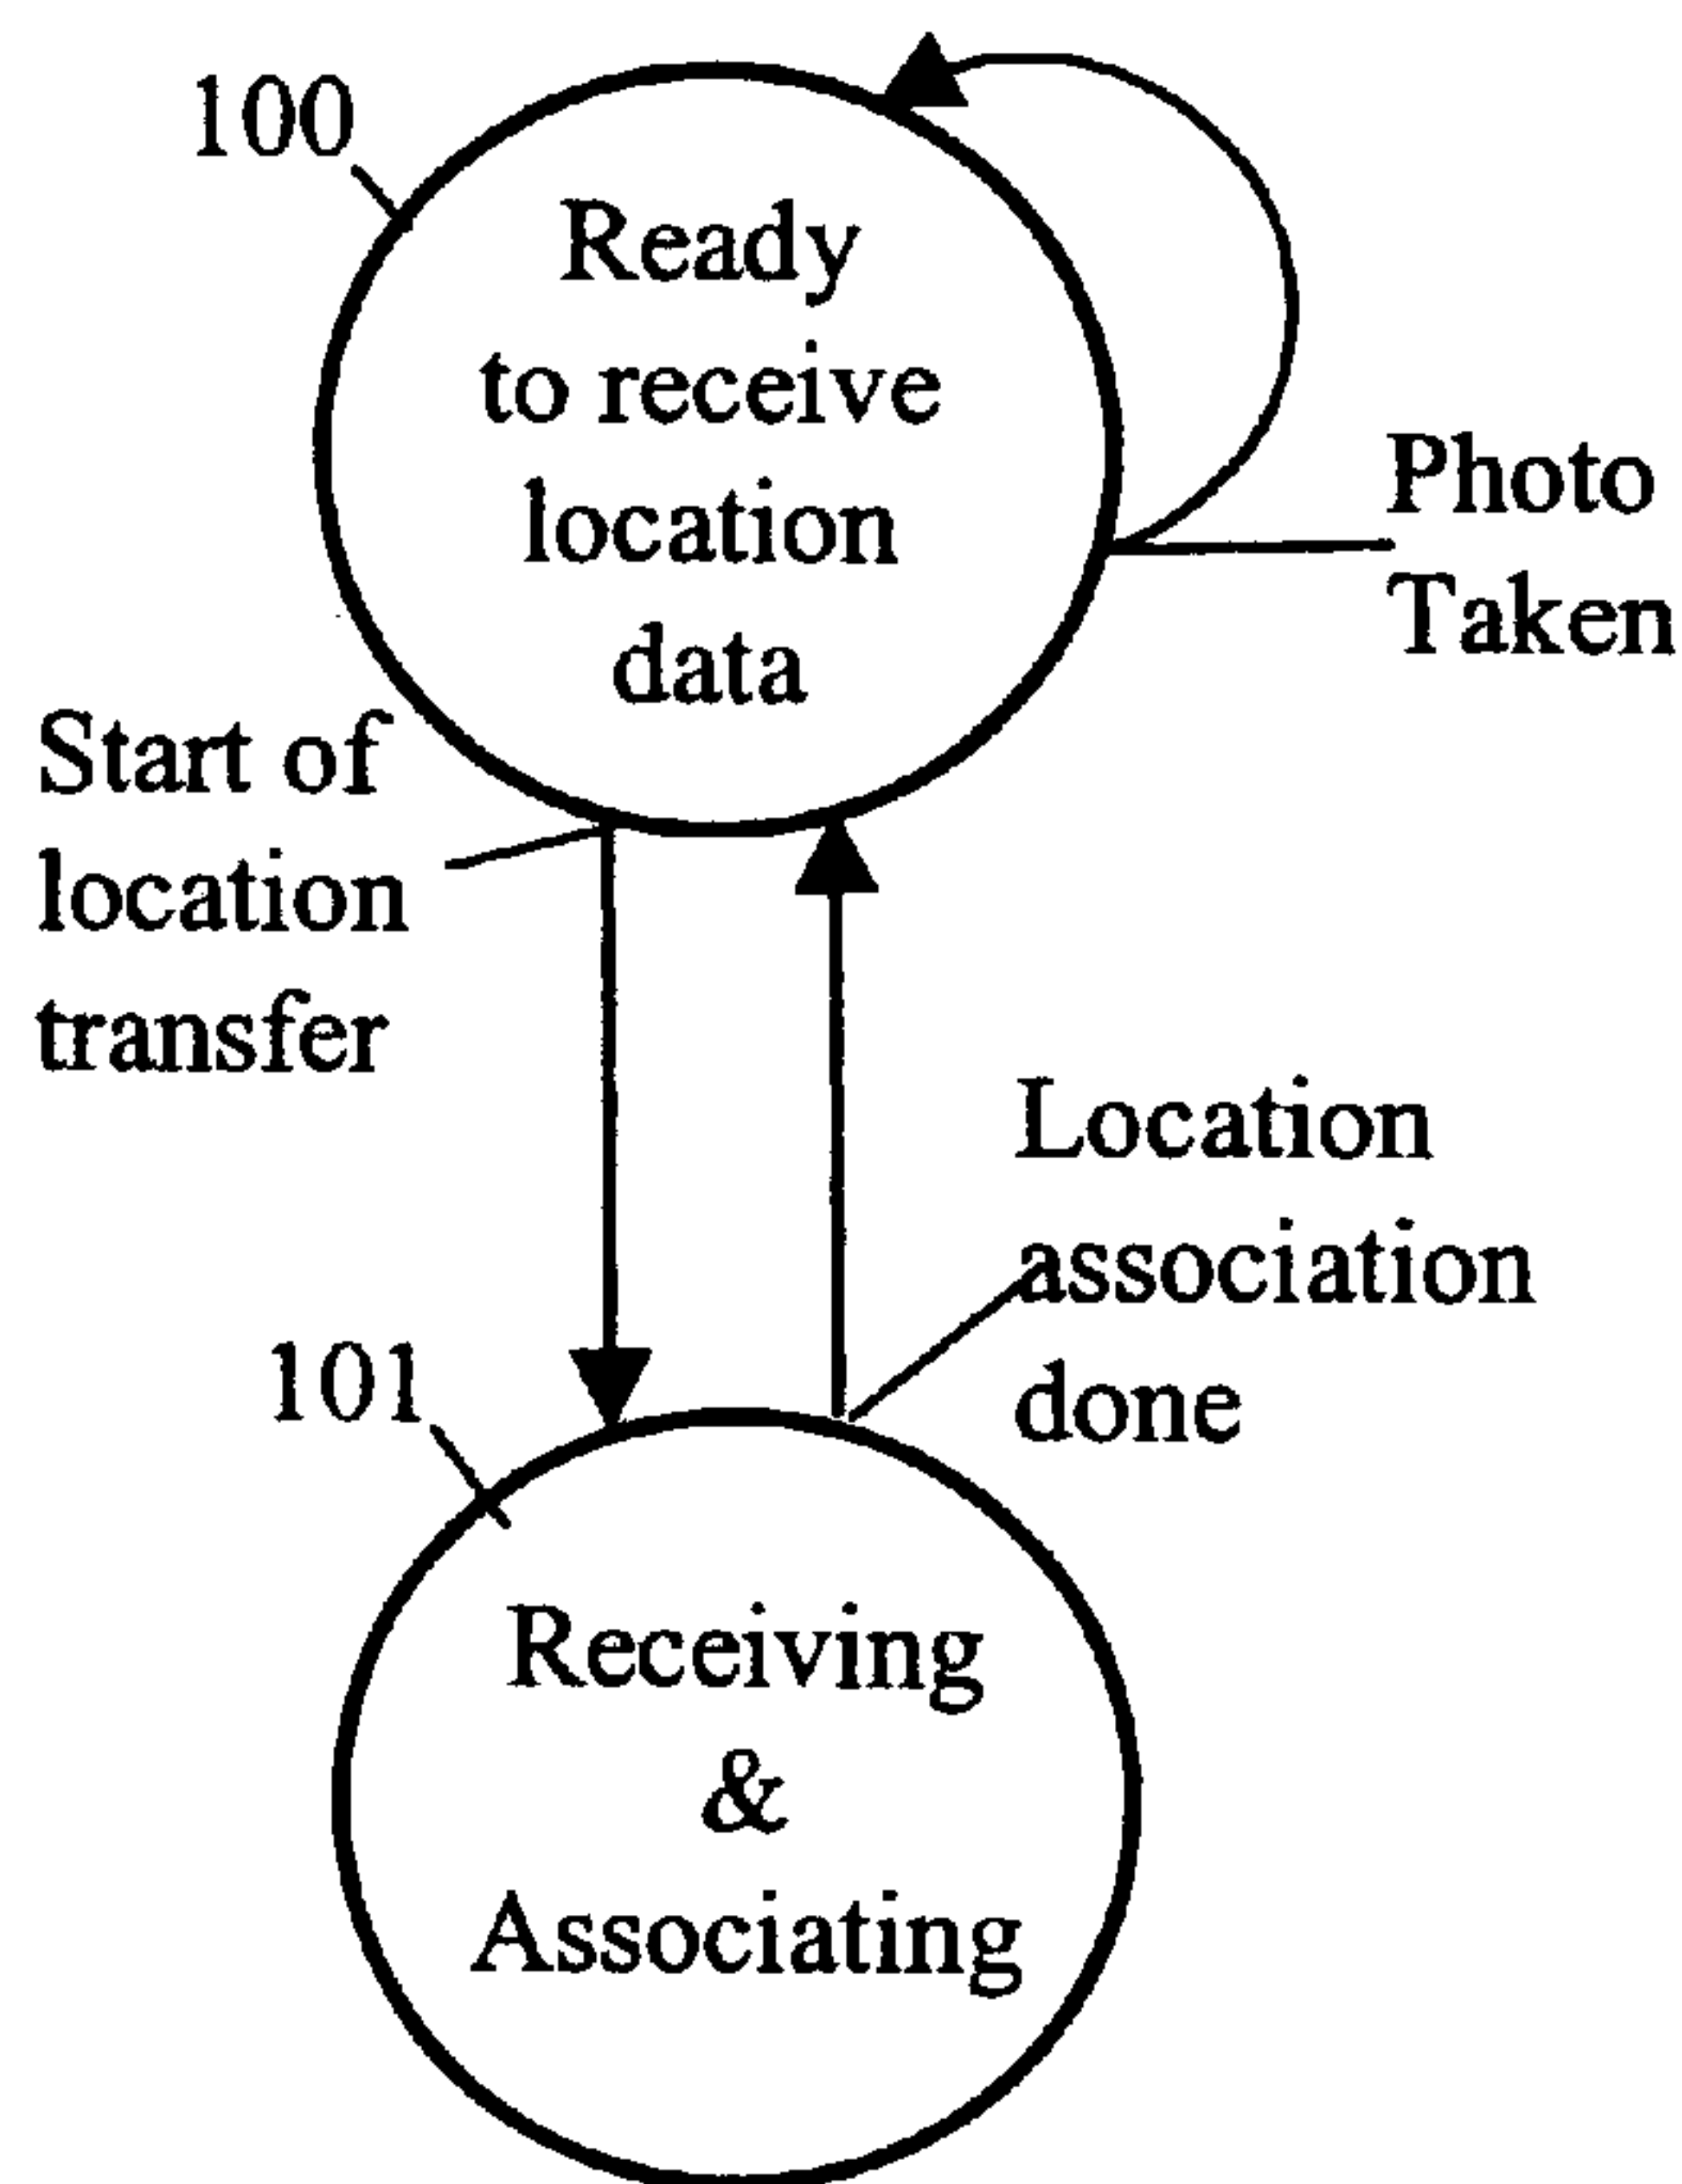 100
Ready
to receive
location
data
Photo
Taken
Start of
location
transfer
Location
association
done
101
Receiving
&
Associating